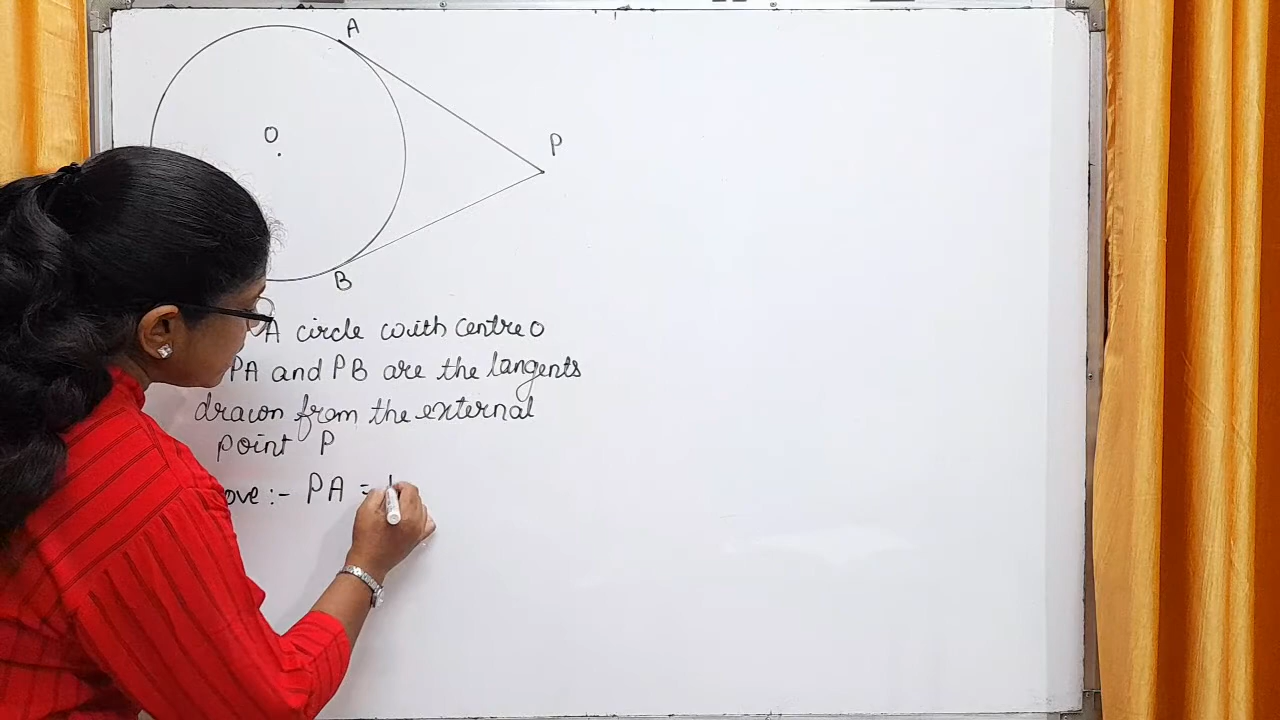 A
O
P
B
A circle with centre O
PA and PB are the tangents
drawn from the external
point P
ove :- PA =